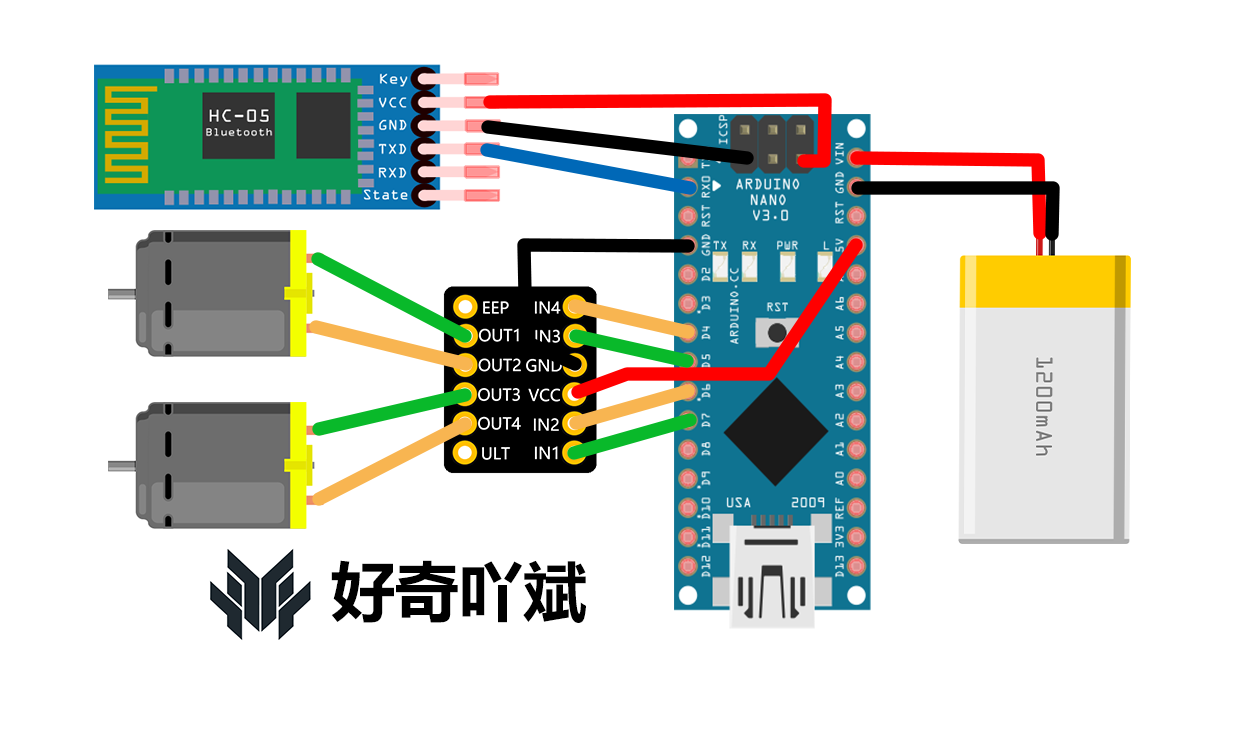 HC-05
Bluetooth
Key
VCC
GND
TXD
RXD
State
EEP
OUT1
OUT2
OUT3
OUT4
ULT
IN4
IN3
GND
VCC
IN2
IN1
ICSP
ARDUINO
NANO
V3.0
TX
RX
PWR
L
ARDUINO.CC
RST
RX0
RST
GND
D2
D3
D4
D5
D6
D7
D8
D9
D10
D11
D12
VIN
GND
RST
5V
A6
A5
A4
A3
A2
A1
A0
REF
3V3
D13
USA
2009
1200mAh
好奇吖斌